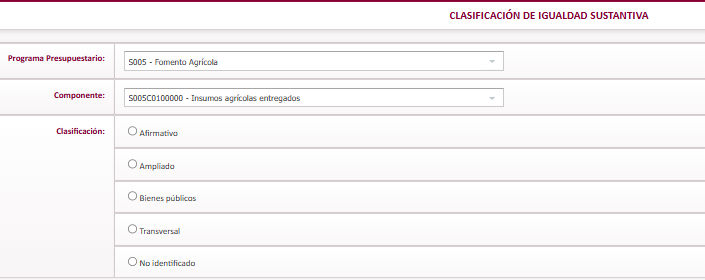 CLASIFICACIÓN DE IGUALDAD SUSTANTIVA
Programa Presupuestario: S005 - Fomento Agrícola
Componente: S005C0100000 - Insumos agrícolas entregados
Clasificación: Afirmativo
Ampliado
Bienes públicos
Transversal
No identificado